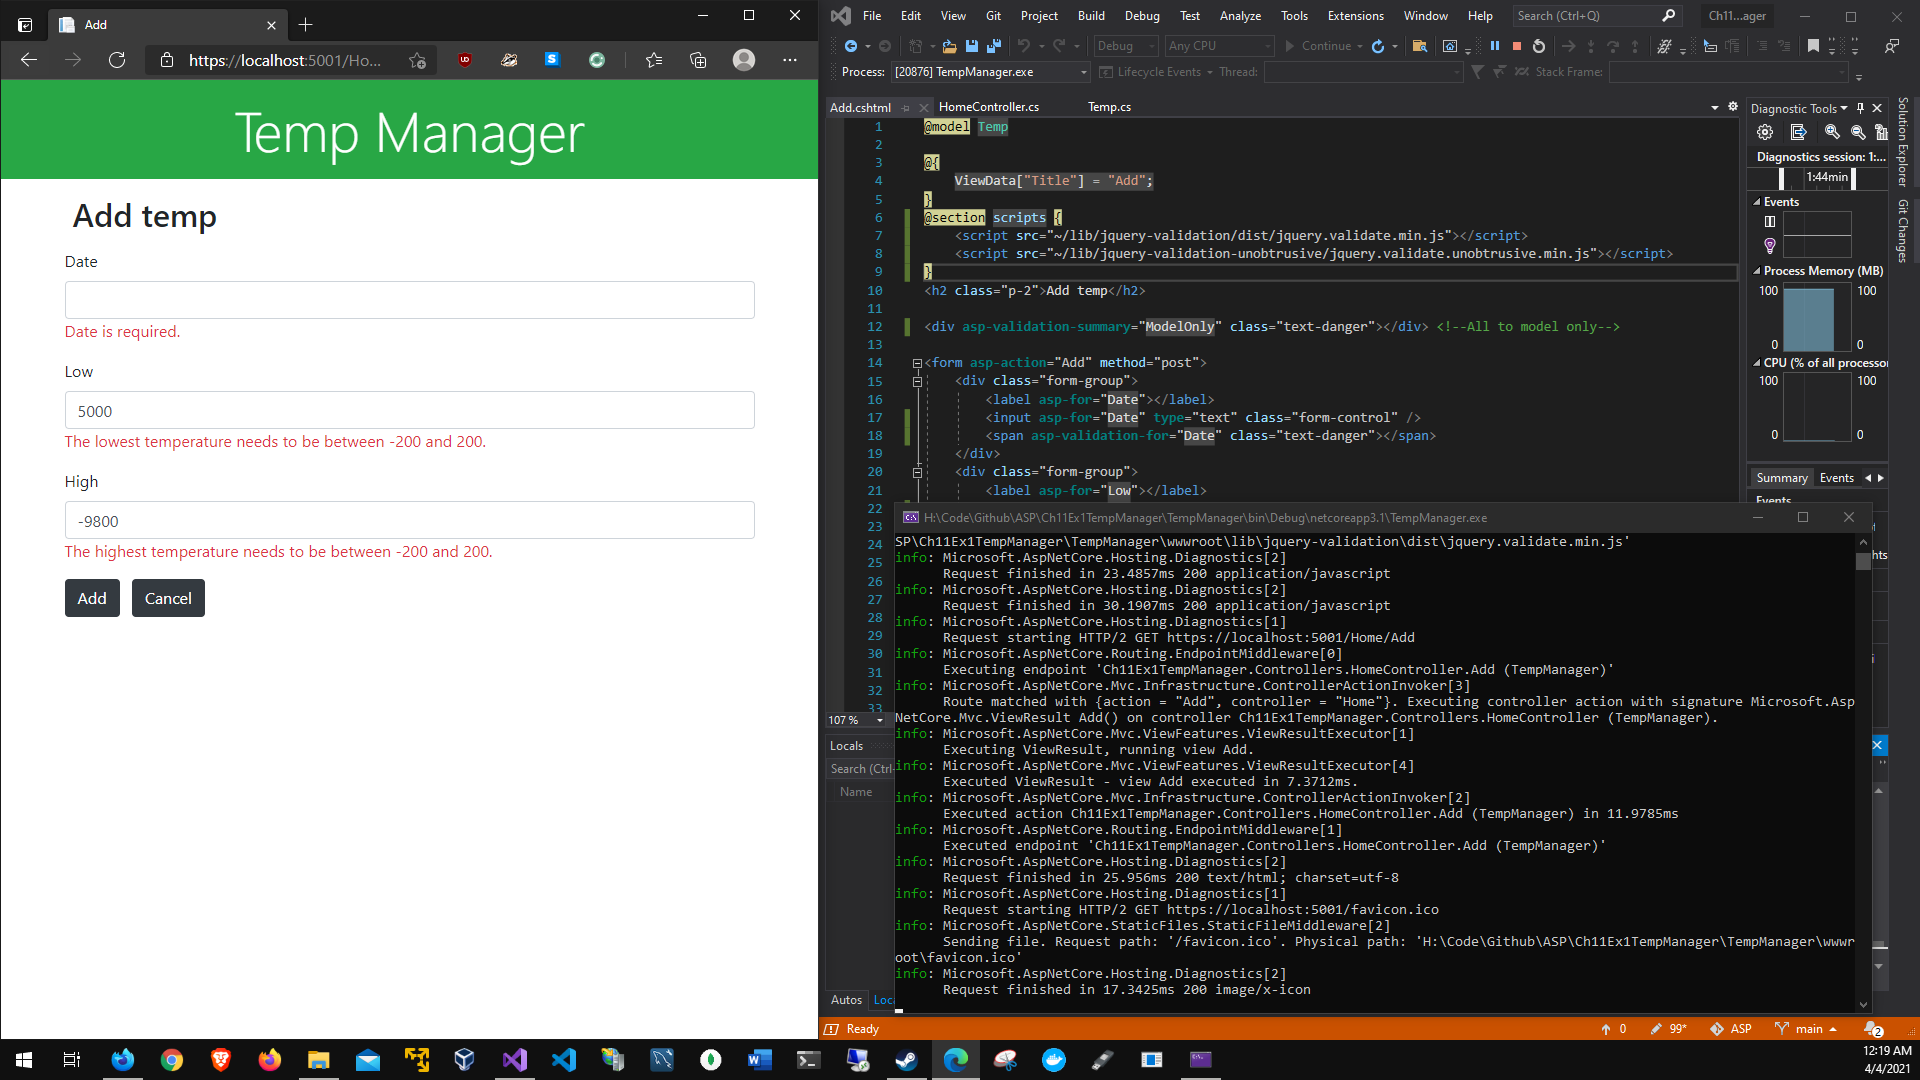 Add
https://localhost:5001/Ho...
Temp Manager
Add temp
Date
Date is required.
Low
5000
The lowest temperature needs to be between -200 and 200.
High
-9800
The highest temperature needs to be between -200 and 200.
Add Cancel
File Edit View Git Project Build Debug Test Analyze Tools Extensions Window Help Search (Ctrl+Q) Ch11...ager
Debug Any CPU Continue
Process: [20876] TempManager.exe Lifecycle Events Thread: Stack Frame:
Add.cshtml HomeController.cs Temp.cs
1 @model Temp
2
3 @{
4 ViewData["Title"] = "Add";
5 }
6 @section scripts {
7 <script src="~/lib/jquery-validation/dist/jquery.validate.min.js"></script>
8 <script src="~/lib/jquery-validation-unobtrusive/jquery.validate.unobtrusive.min.js"></script>
9 }
10 <h2 class="p-2">Add temp</h2>
11
12 <div asp-validation-summary="ModelOnly" class="text-danger"></div> <!--All to model only-->
13
14 <form asp-action="Add" method="post">
15 <div class="form-group">
16 <label asp-for="Date"></label>
17 <input asp-for="Date" type="text" class="form-control" />
18 <span asp-validation-for="Date" class="text-danger"></span>
19 </div>
20 <div class="form-group">
21 <label asp-for="Low"></label>
22
23
24
25
26
27
28
29
30
31
32
33
107 %
Locals
Search (Ctrl-
Name
Autos Loc
Diagnostic Tools
Diagnostics session: 1:...
1:44min
Events
Process Memory (MB)
100 100
0 0
CPU (% of all processo
100 100
0 0
Summary Events
Events
hts
Solution Explorer
Git Changes
H:\Code\Github\ASP\Ch11Ex1TempManager\TempManager\bin\Debug\netcoreapp3.1\TempManager.exe
SP\Ch11Ex1TempManager\TempManager\wwwroot\lib\jquery-validation\dist\jquery.validate.min.js'
info: Microsoft.AspNetCore.Hosting.Diagnostics[2]
Request finished in 23.4857ms 200 application/javascript
info: Microsoft.AspNetCore.Hosting.Diagnostics[2]
Request finished in 30.1907ms 200 application/javascript
info: Microsoft.AspNetCore.Hosting.Diagnostics[1]
Request starting HTTP/2 GET https://localhost:5001/Home/Add
info: Microsoft.AspNetCore.Routing.EndpointMiddleware[0]
Executing endpoint 'Ch11Ex1TempManager.Controllers.HomeController.Add (TempManager)'
info: Microsoft.AspNetCore.Mvc.Infrastructure.ControllerActionInvoker[3]
Route matched with {action = "Add", controller = "Home"}. Executing controller action with signature Microsoft.Asp
NetCore.Mvc.ViewResult Add() on controller Ch11Ex1TempManager.Controllers.HomeController (TempManager).
info: Microsoft.AspNetCore.Mvc.ViewFeatures.ViewResultExecutor[1]
Executing ViewResult, running view Add.
info: Microsoft.AspNetCore.Mvc.ViewFeatures.ViewResultExecutor[4]
Executed ViewResult - view Add executed in 7.3712ms.
info: Microsoft.AspNetCore.Mvc.Infrastructure.ControllerActionInvoker[2]
Executed action Ch11Ex1TempManager.Controllers.HomeController.Add (TempManager) in 11.9785ms
info: Microsoft.AspNetCore.Routing.EndpointMiddleware[1]
Executed endpoint 'Ch11Ex1TempManager.Controllers.HomeController.Add (TempManager)'
info: Microsoft.AspNetCore.Hosting.Diagnostics[2]
Request finished in 25.956ms 200 text/html; charset=utf-8
info: Microsoft.AspNetCore.Hosting.Diagnostics[1]
Request starting HTTP/2 GET https://localhost:5001/favicon.ico
info: Microsoft.AspNetCore.StaticFiles.StaticFileMiddleware[2]
Sending file. Request path: '/favicon.ico'. Physical path: 'H:\Code\Github\ASP\Ch11Ex1TempManager\TempManager\wwwr
oot\favicon.ico'
info: Microsoft.AspNetCore.Hosting.Diagnostics[2]
Request finished in 17.3425ms 200 image/x-icon
Ready 0 99* ASP main 2
12:19 AM
4/4/2021